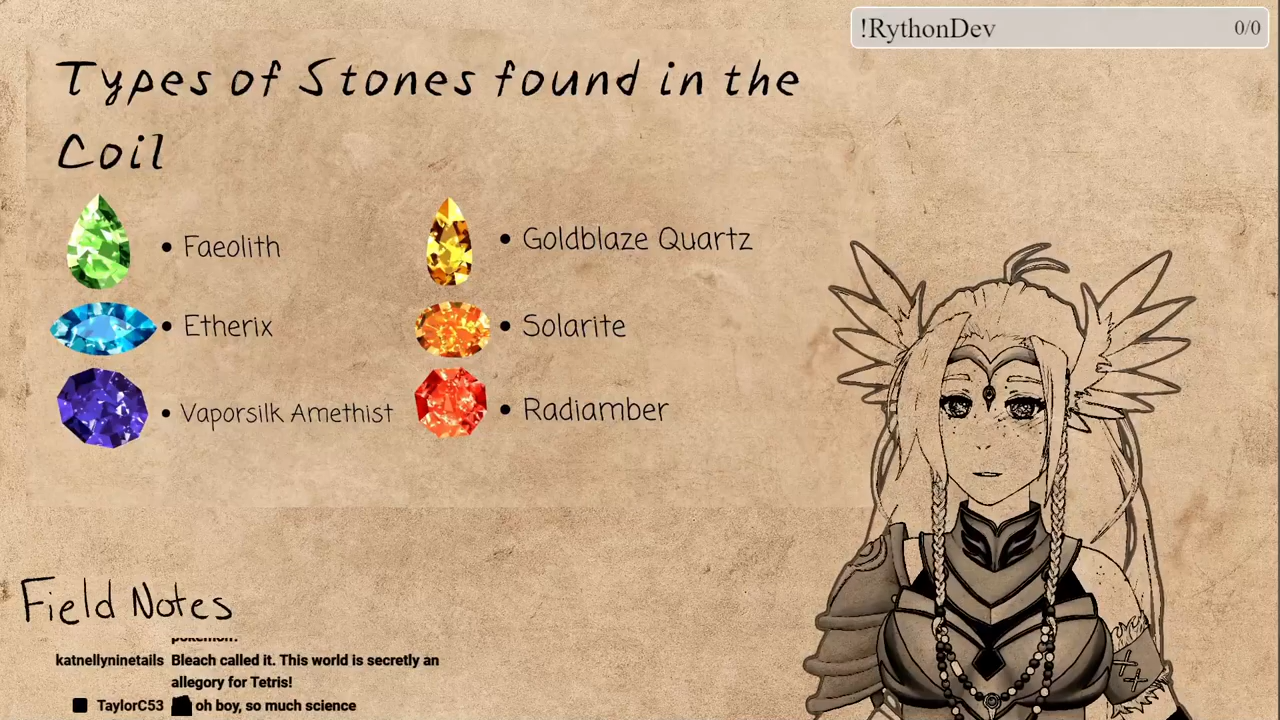 !RythonDev 0/0
Types of Stones found in the
Coil
• Faeolith
• Goldblaze Quartz
• Etherix
• Solarite
• Vaporsilk Amethist
• Radiamber
Field Notes
pokemon?
katnellyninetails Bleach called it. This world is secretly an
allegory for Tetris!
TaylorC53 oh boy, so much science